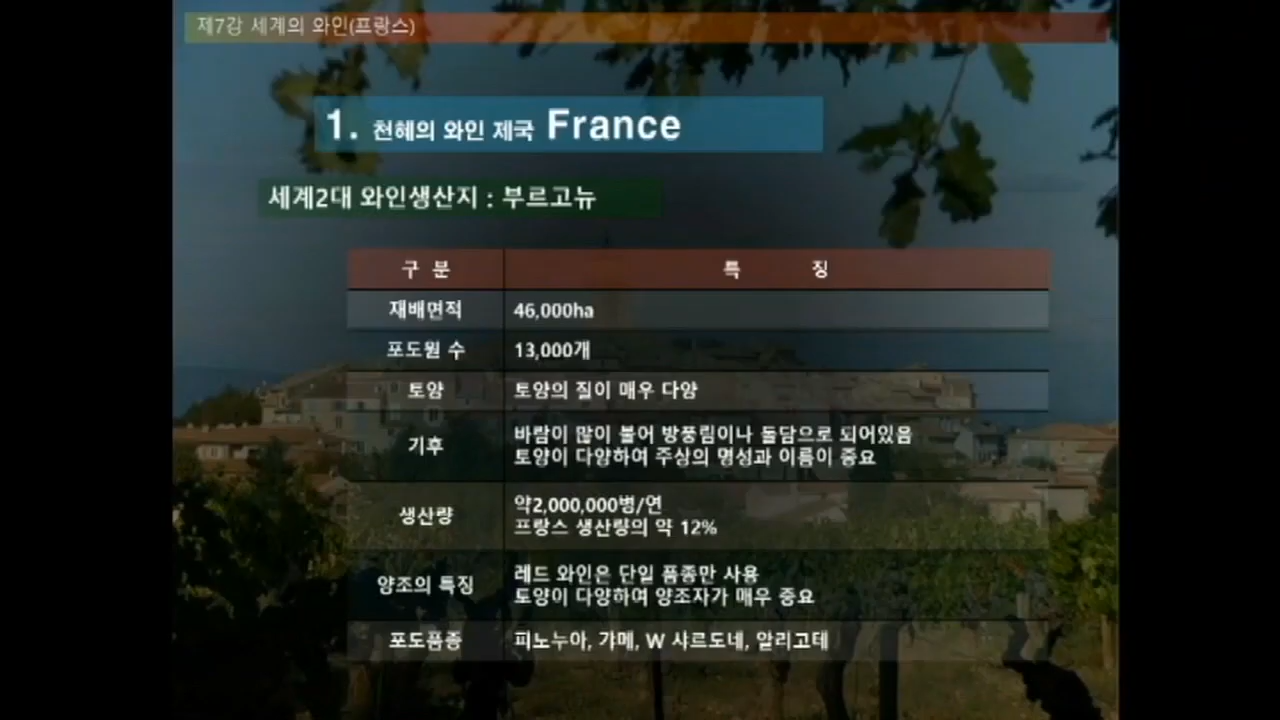 제7강 세계의 와인(프랑스)
1. 천혜의 와인 제국 France
세계2대 와인생산지 : 부르고뉴
구 분 특 징
재배면적 46,000ha
포도원 수 13,000개
토양 토양의 질이 매우 다양
기후 바람이 많이 불어 방풍림이나 돌담으로 되어있음
토양이 다양하여 주상의 명성과 이름이 중요
생산량 약2,000,000병/연
프랑스 생산량의 약 12%
양조의 특징 레드 와인은 단일 품종만 사용
토양이 다양하여 양조자가 매우 중요
포도품종 피노누아, 갸메, W 샤르도네, 알리고테